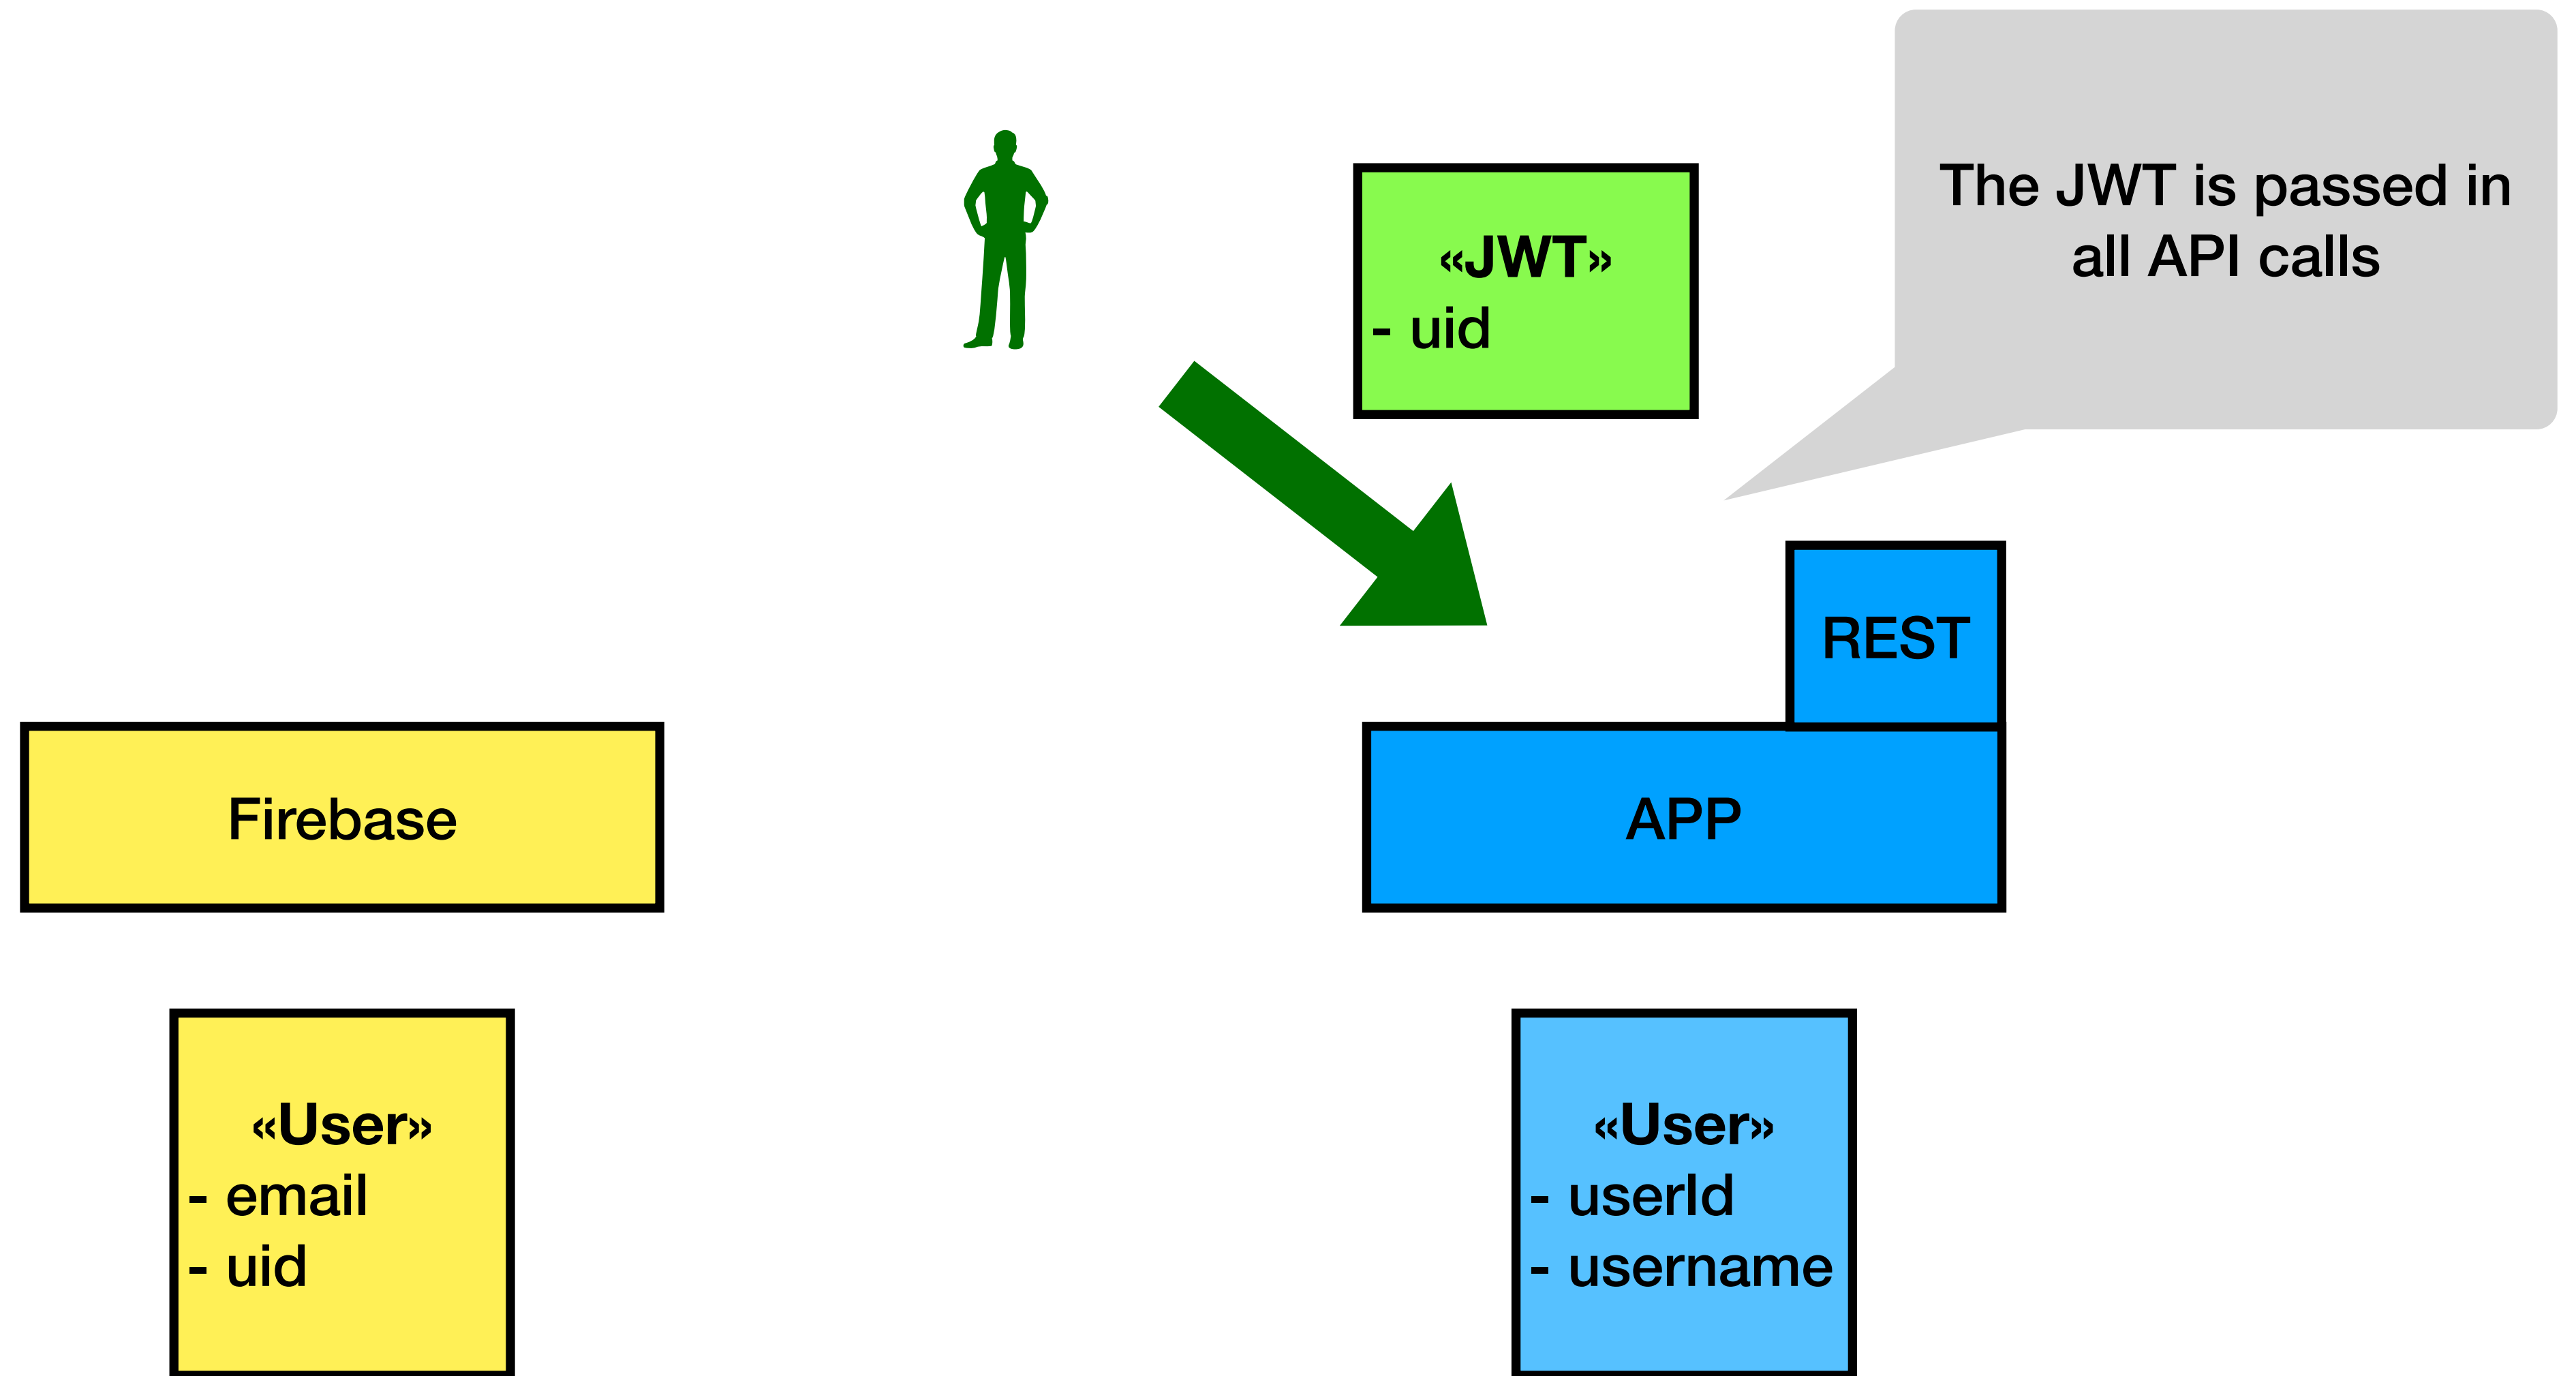 The JWT is passed in
all API calls
«JWT»
- uid
REST
Firebase
APP
«User»
- email
- uid
«User»
- userId
- username